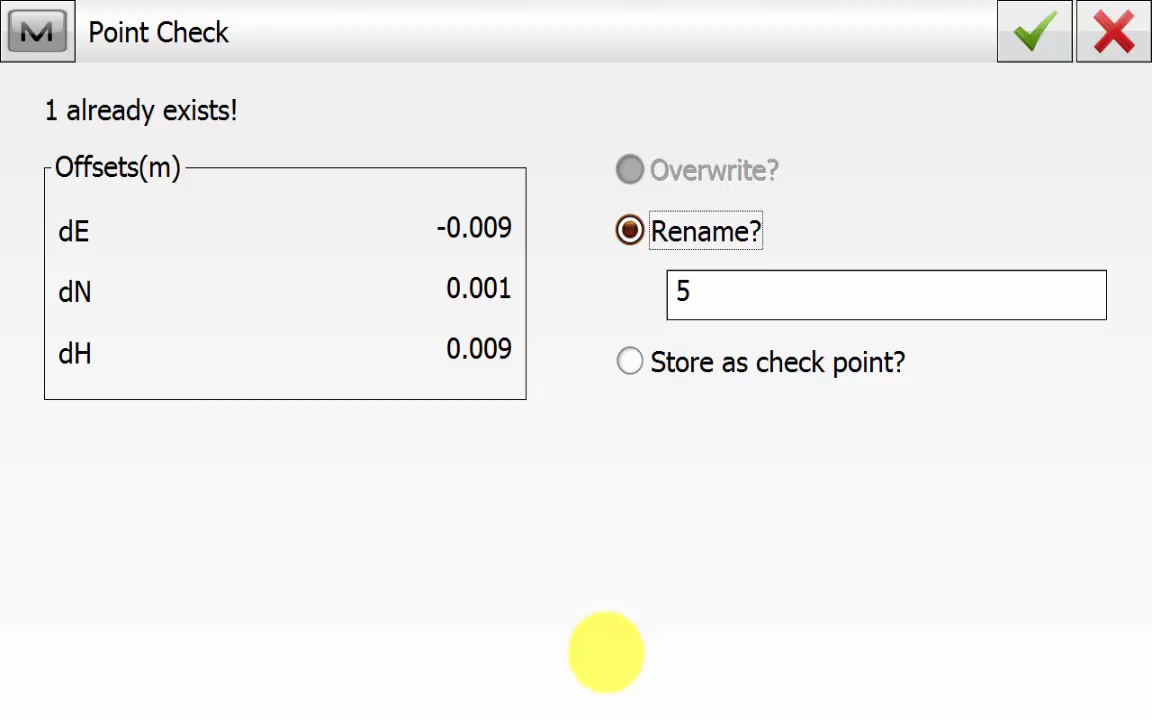 Point Check
1 already exists!
Offsets(m)
dE -0.009
dN 0.001
dH 0.009
Overwrite?
Rename?
5
Store as check point?